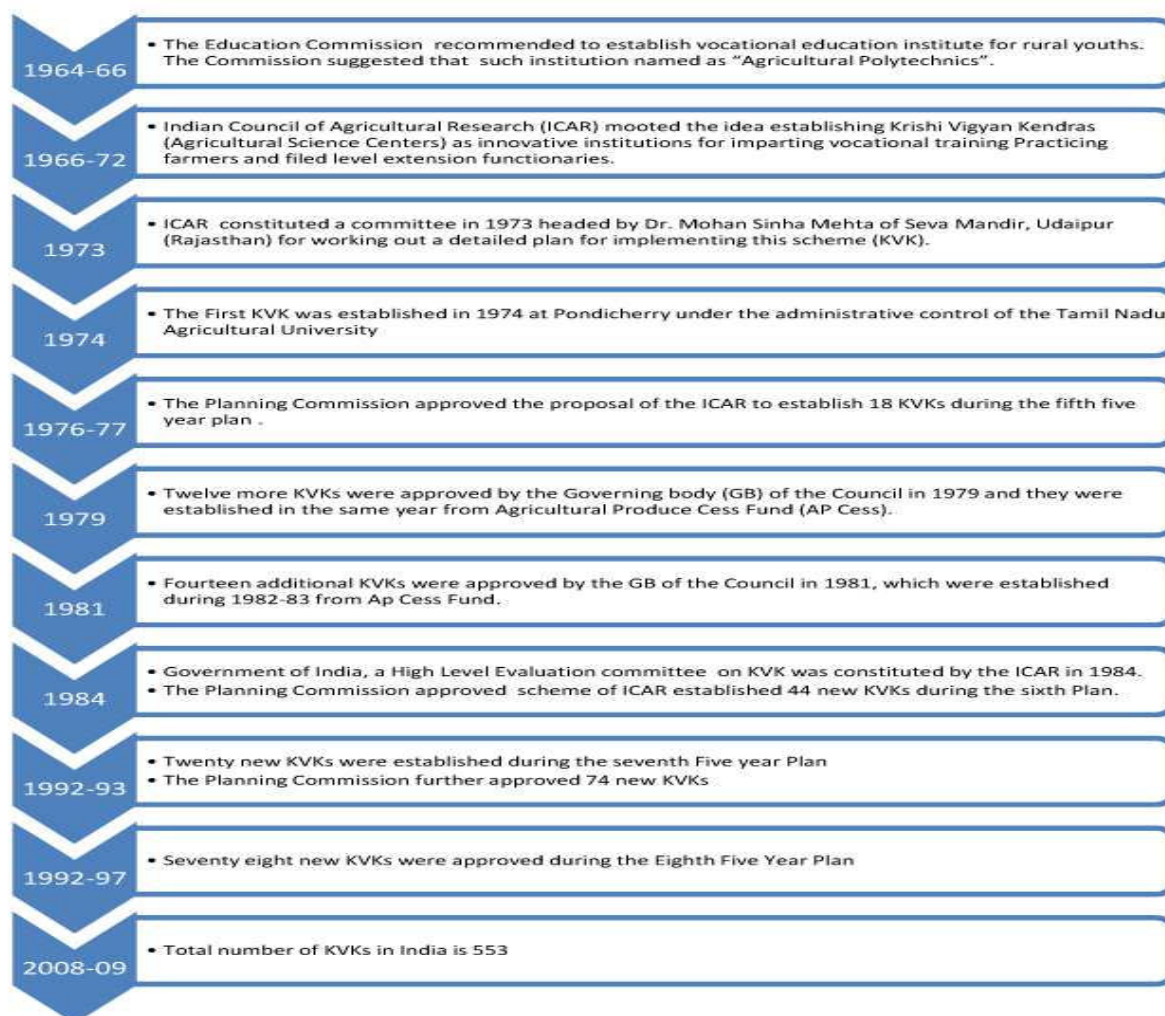 1964-66
• The Education Commission recommended to establish vocational education institute for rural youths.
The Commission suggested that such institution named as “Agricultural Polytechnics”.
1966-72
• Indian Council of Agricultural Research (ICAR) mooted the idea establishing Krishi Vigyan Kendras
(Agricultural Science Centers) as innovative institutions for imparting vocational training Practicing
farmers and filed level extension functionaries.
1973
• ICAR constituted a committee in 1973 headed by Dr. Mohan Sinha Mehta of Seva Mandir, Udaipur
(Rajasthan) for working out a detailed plan for implementing this scheme (KVK).
1974
• The First KVK was established in 1974 at Pondicherry under the administrative control of the Tamil Nadu
Agricultural University
1976-77
• The Planning Commission approved the proposal of the ICAR to establish 18 KVKs during the fifth five
year plan .
1979
• Twelve more KVKs were approved by the Governing body (GB) of the Council in 1979 and they were
established in the same year from Agricultural Produce Cess Fund (AP Cess).
1981
• Fourteen additional KVKs were approved by the GB of the Council in 1981, which were established
during 1982-83 from Ap Cess Fund.
1984
• Government of India, a High Level Evaluation committee on KVK was constituted by the ICAR in 1984.
• The Planning Commission approved scheme of ICAR established 44 new KVKs during the sixth Plan.
1992-93
• Twenty new KVKs were established during the seventh Five year Plan
• The Planning Commission further approved 74 new KVKs
1992-97
• Seventy eight new KVKs were approved during the Eighth Five Year Plan
2008-09
• Total number of KVKs in India is 553